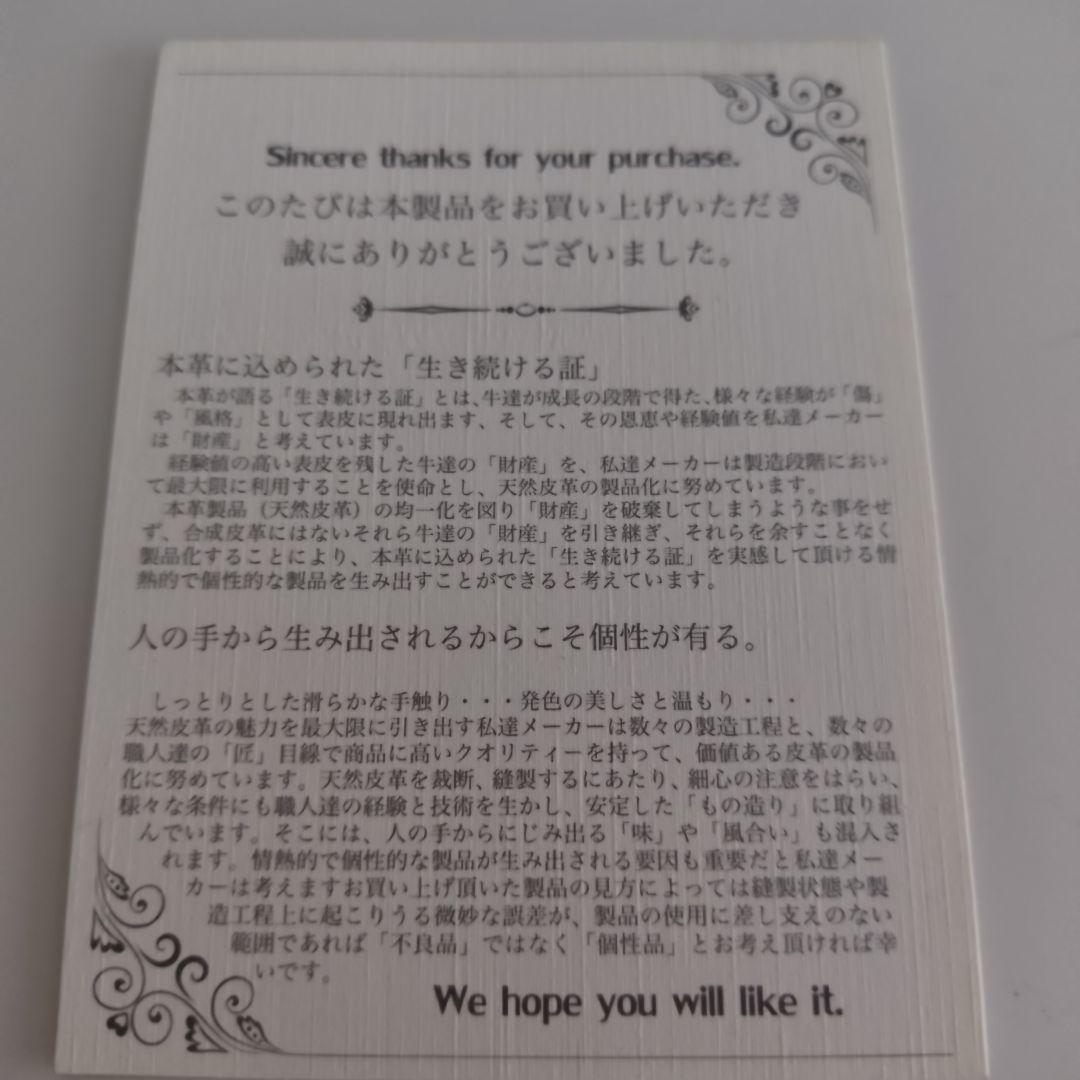 Sincere thanks for your purchase.
このたびは本製品をお買い上げいただき
誠にありがとうございました。
本革に込められた「生き続ける証」
本革が語る「生き続ける証」とは、牛達が成長の段階で得た、様々な経験が「傷」
や「風格」として表皮に現れ出ます、そして、その恩恵や経験値を私達メーカー
は「財産」と考えています。
経験値の高い表皮を残した牛達の「財産」を、私達メーカーは製造段階におい
て最大限に利用することを使命とし、天然皮革の製品化に努めています。
本革製品（天然皮革）の均一化を図り「財産」を破棄してしまうような事をせ
ず、合成皮革にはないそれら牛達の「財産」を引き継ぎ、それらを余すことなく
製品化することにより、本革に込められた「生き続ける証」を実感して頂ける情
熱的で個性的な製品を生み出すことができると考えています。
人の手から生み出されるからこそ個性が有る。
しっとりとした滑らかな手触り・・・発色の美しさと温もり・・・
天然皮革の魅力を最大限に引き出す私達メーカーは数々の製造工程と、数々の
職人達の「匠」目線で商品に高いクオリティーを持って、価値ある皮革の製品
化に努めています。天然皮革を裁断、縫製するにあたり、細心の注意をはらい、
様々な条件にも職人達の経験と技術を生かし、安定した「もの造り」に取り組
んでいます。そこには、人の手からにじみ出る「味」や「風合い」も混入さ
れます。情熱的で個性的な製品が生み出される要因も重要だと私達メー
カーは考えますお買い上げ頂いた製品の見方によっては縫製状態や製
造工程上に起こりうる微妙な誤差が、製品の使用に差し支えのない
範囲であれば「不良品」ではなく「個性品」とお考え頂ければ幸
いです。
We hope you will like it.